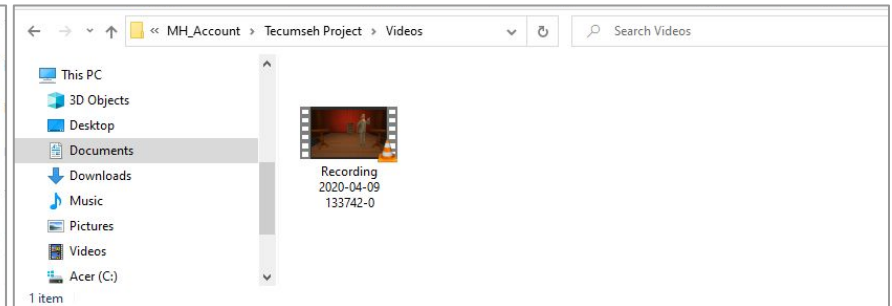 « MH_Account > Tecumseh Project > Videos
Search Videos
This PC
3D Objects
Desktop
Documents
Downloads
Music
Pictures
Videos
Acer (C:)
Recording
2020-04-09
133742-0
1 item